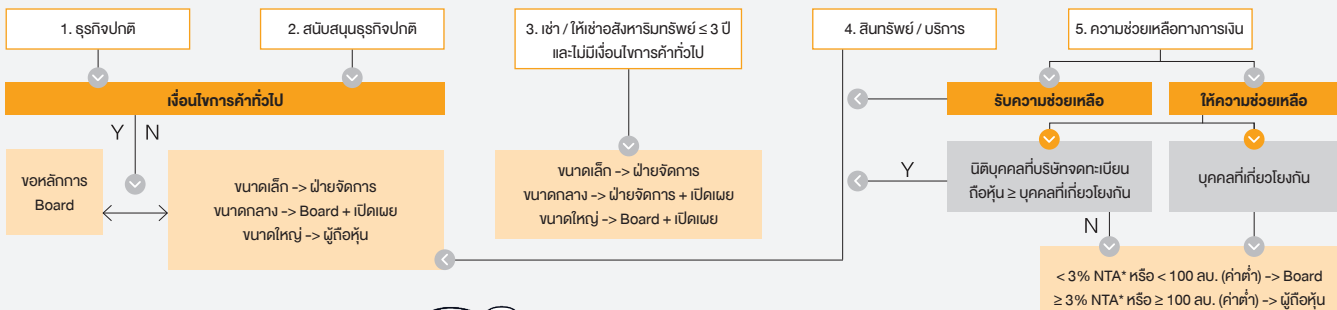 1. ธุรกิจปกติ
2. สนับสนุนธุรกิจปกติ
3. เช่า / ให้เช่าอสังหาริมทรัพย์ ≤ 3 ปี
และไม่มีเงื่อนไขการค้าทั่วไป
4. สินทรัพย์ / บริการ
5. ความช่วยเหลือทางการเงิน
เงื่อนไขการค้าทั่วไป
รับความช่วยเหลือ
ให้ความช่วยเหลือ
Y N
ขอหลักการ
Board
ขนาดเล็ก -> ฝ่ายจัดการ
ขนาดกลาง -> Board + เปิดเผย
ขนาดใหญ่ -> ผู้ถือหุ้น
ขนาดเล็ก -> ฝ่ายจัดการ
ขนาดกลาง -> ฝ่ายจัดการ + เปิดเผย
ขนาดใหญ่ -> Board + เปิดเผย
Y
นิติบุคคลที่บริษัทจดทะเบียน
ถือหุ้น ≥ บุคคลที่เกี่ยวโยงกัน
บุคคลที่เกี่ยวโยงกัน
N
< 3% NTA* หรือ < 100 ลบ. (ค่าต่ำ) -> Board
≥ 3% NTA* หรือ ≥ 100 ลบ. (ค่าต่ำ) -> ผู้ถือหุ้น